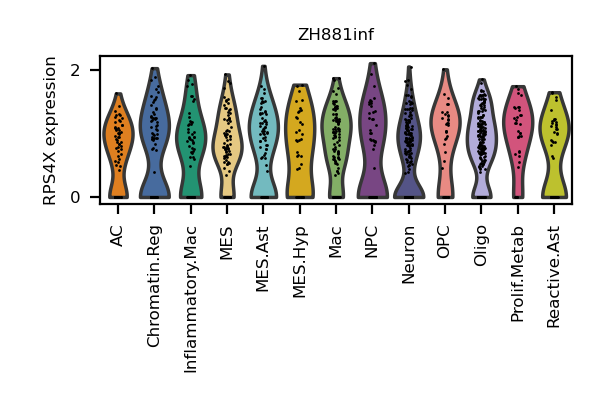 ZH881inf
RPS4X expression
2
0
AC
Chromatin.Reg
Inflammatory.Mac
MES
MES.Ast
MES.Hyp
Mac
NPC
Neuron
OPC
Oligo
Prolif.Metab
Reactive.Ast